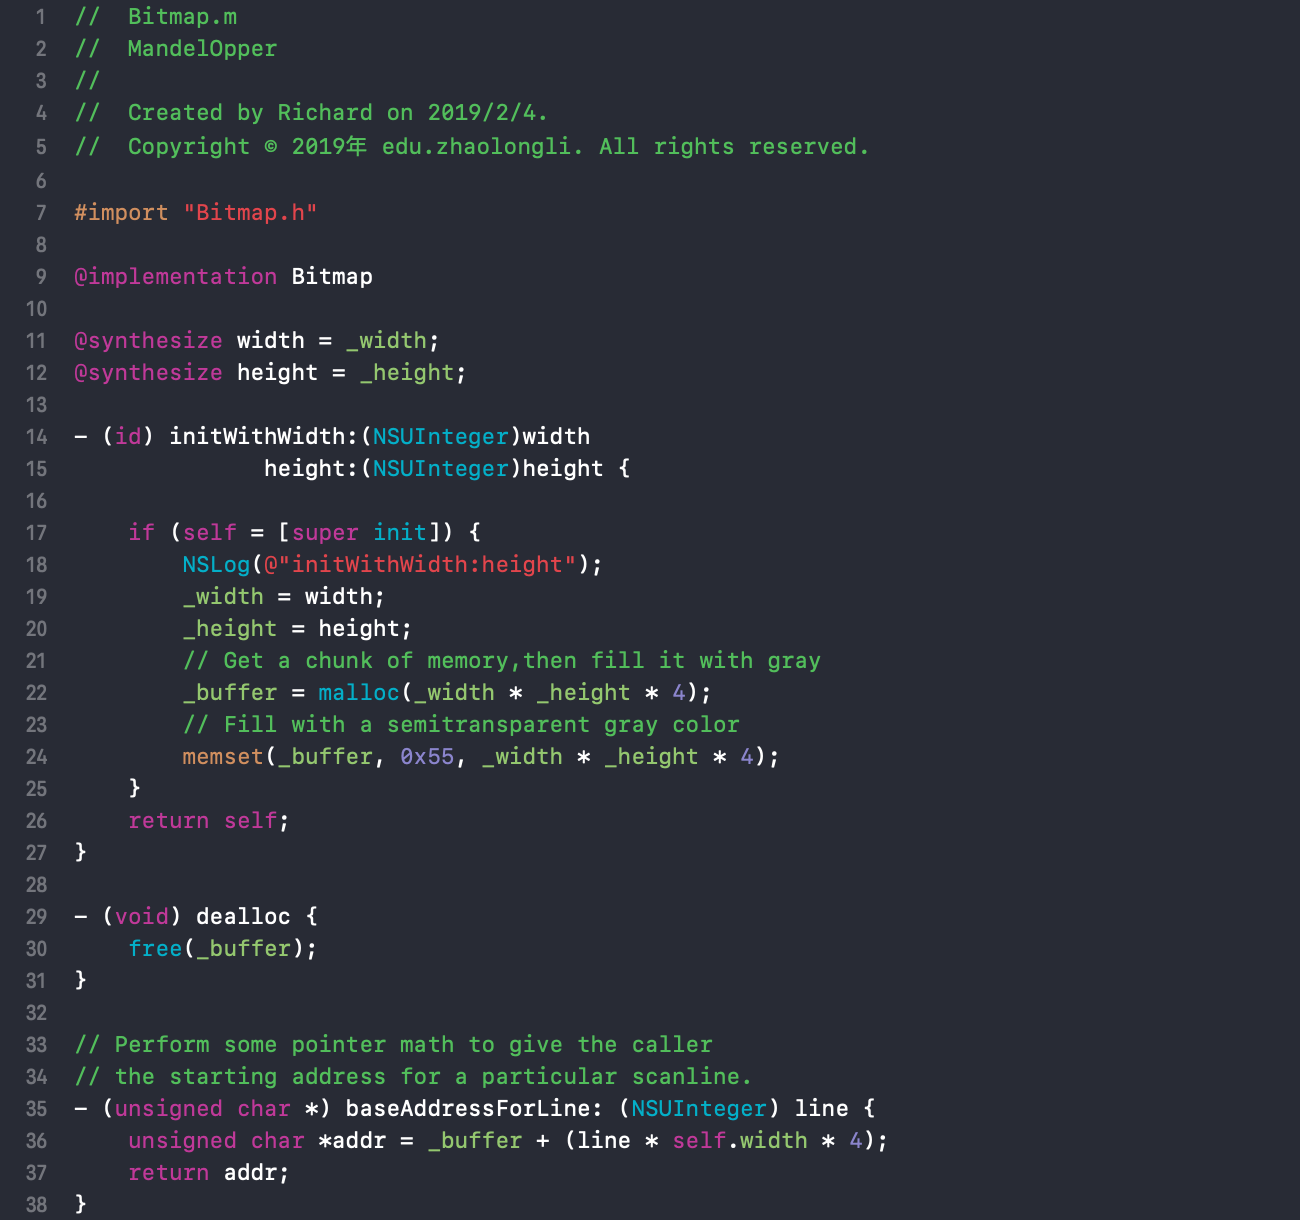 1 //  Bitmap.m
2 //  MandelOpper
3 //
4 //  Created by Richard on 2019/2/4.
5 //  Copyright © 2019年 edu.zhaolongli. All rights reserved.
6
7 #import "Bitmap.h"
8
9 @implementation Bitmap
10
11 @synthesize width = _width;
12 @synthesize height = _height;
13
14 - (id) initWithWidth:(NSUInteger)width
15               height:(NSUInteger)height {
16
17     if (self = [super init]) {
18         NSLog(@"initWithWidth:height");
19         _width = width;
20         _height = height;
21         // Get a chunk of memory,then fill it with gray
22         _buffer = malloc(_width * _height * 4);
23         // Fill with a semitransparent gray color
24         memset(_buffer, 0x55, _width * _height * 4);
25     }
26     return self;
27 }
28
29 - (void) dealloc {
30     free(_buffer);
31 }
32
33 // Perform some pointer math to give the caller
34 // the starting address for a particular scanline.
35 - (unsigned char *) baseAddressForLine: (NSUInteger) line {
36     unsigned char *addr = _buffer + (line * self.width * 4);
37     return addr;
38 }